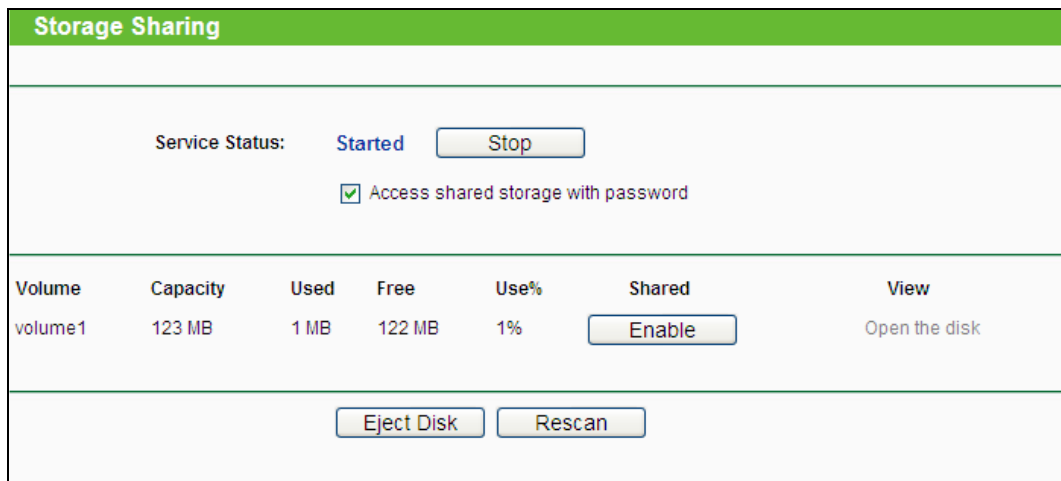 Storage Sharing
Service Status: Started Stop
Access shared storage with password
Volume Capacity Used Free Use% Shared View
volume1 123 MB 1 MB 122 MB 1% Enable Open the disk
Eject Disk Rescan